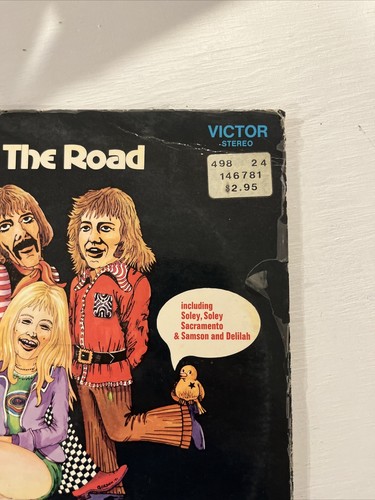 VICTOR
-STEREO
The Road
498 24
146781
$2.95
including
Soley, Soley
Sacramento
& Samson and Delilah